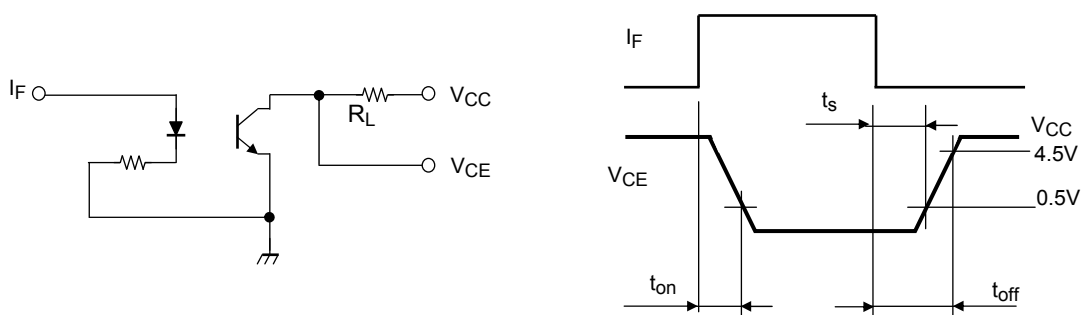 IF
RL
VCC
VCE
IF
ts
VCC
4.5V
VCE
0.5V
ton
toff